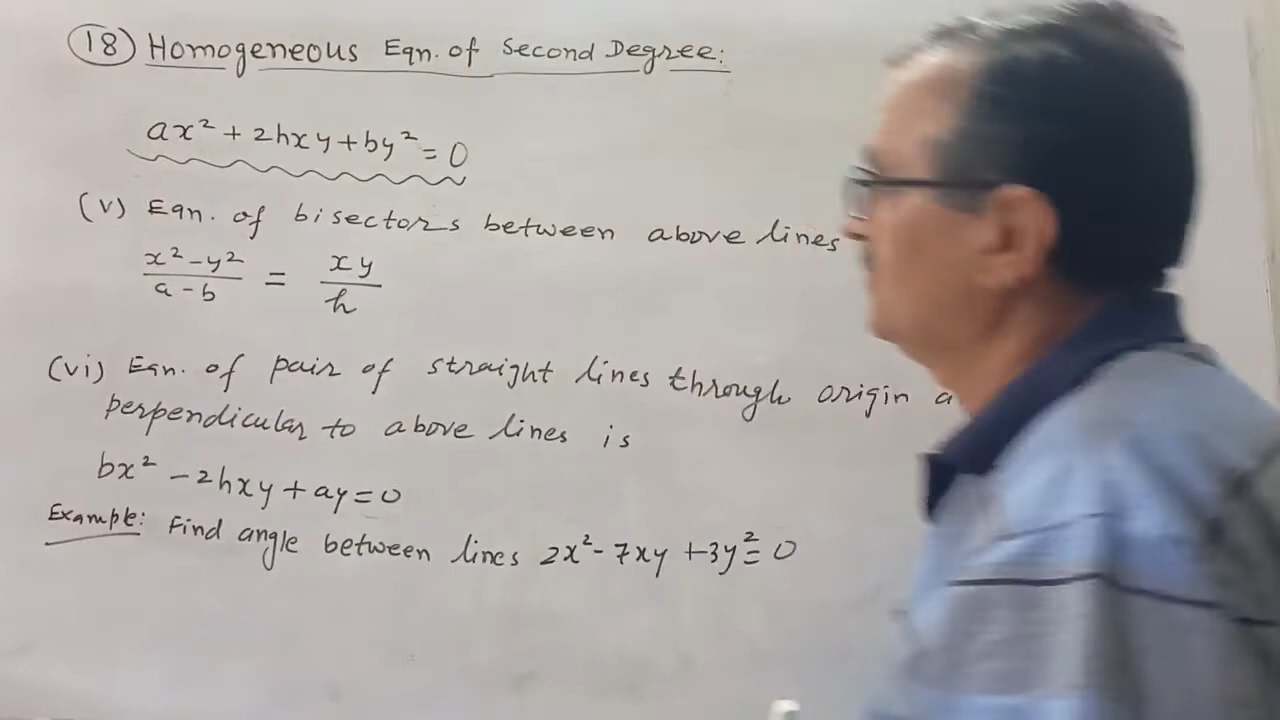 (18) Homogeneous Eqn. of Second Degree:
ax² + 2hxy + by² = 0
(v) Eqn. of bisectors between above lines
x² - y² / a - b = xy / h
(vi) Eqn. of pair of straight lines through origin a
perpendicular to above lines is
bx² - 2hxy + ay = 0
Example: Find angle between lines 2x² - 7xy + 3y² = 0